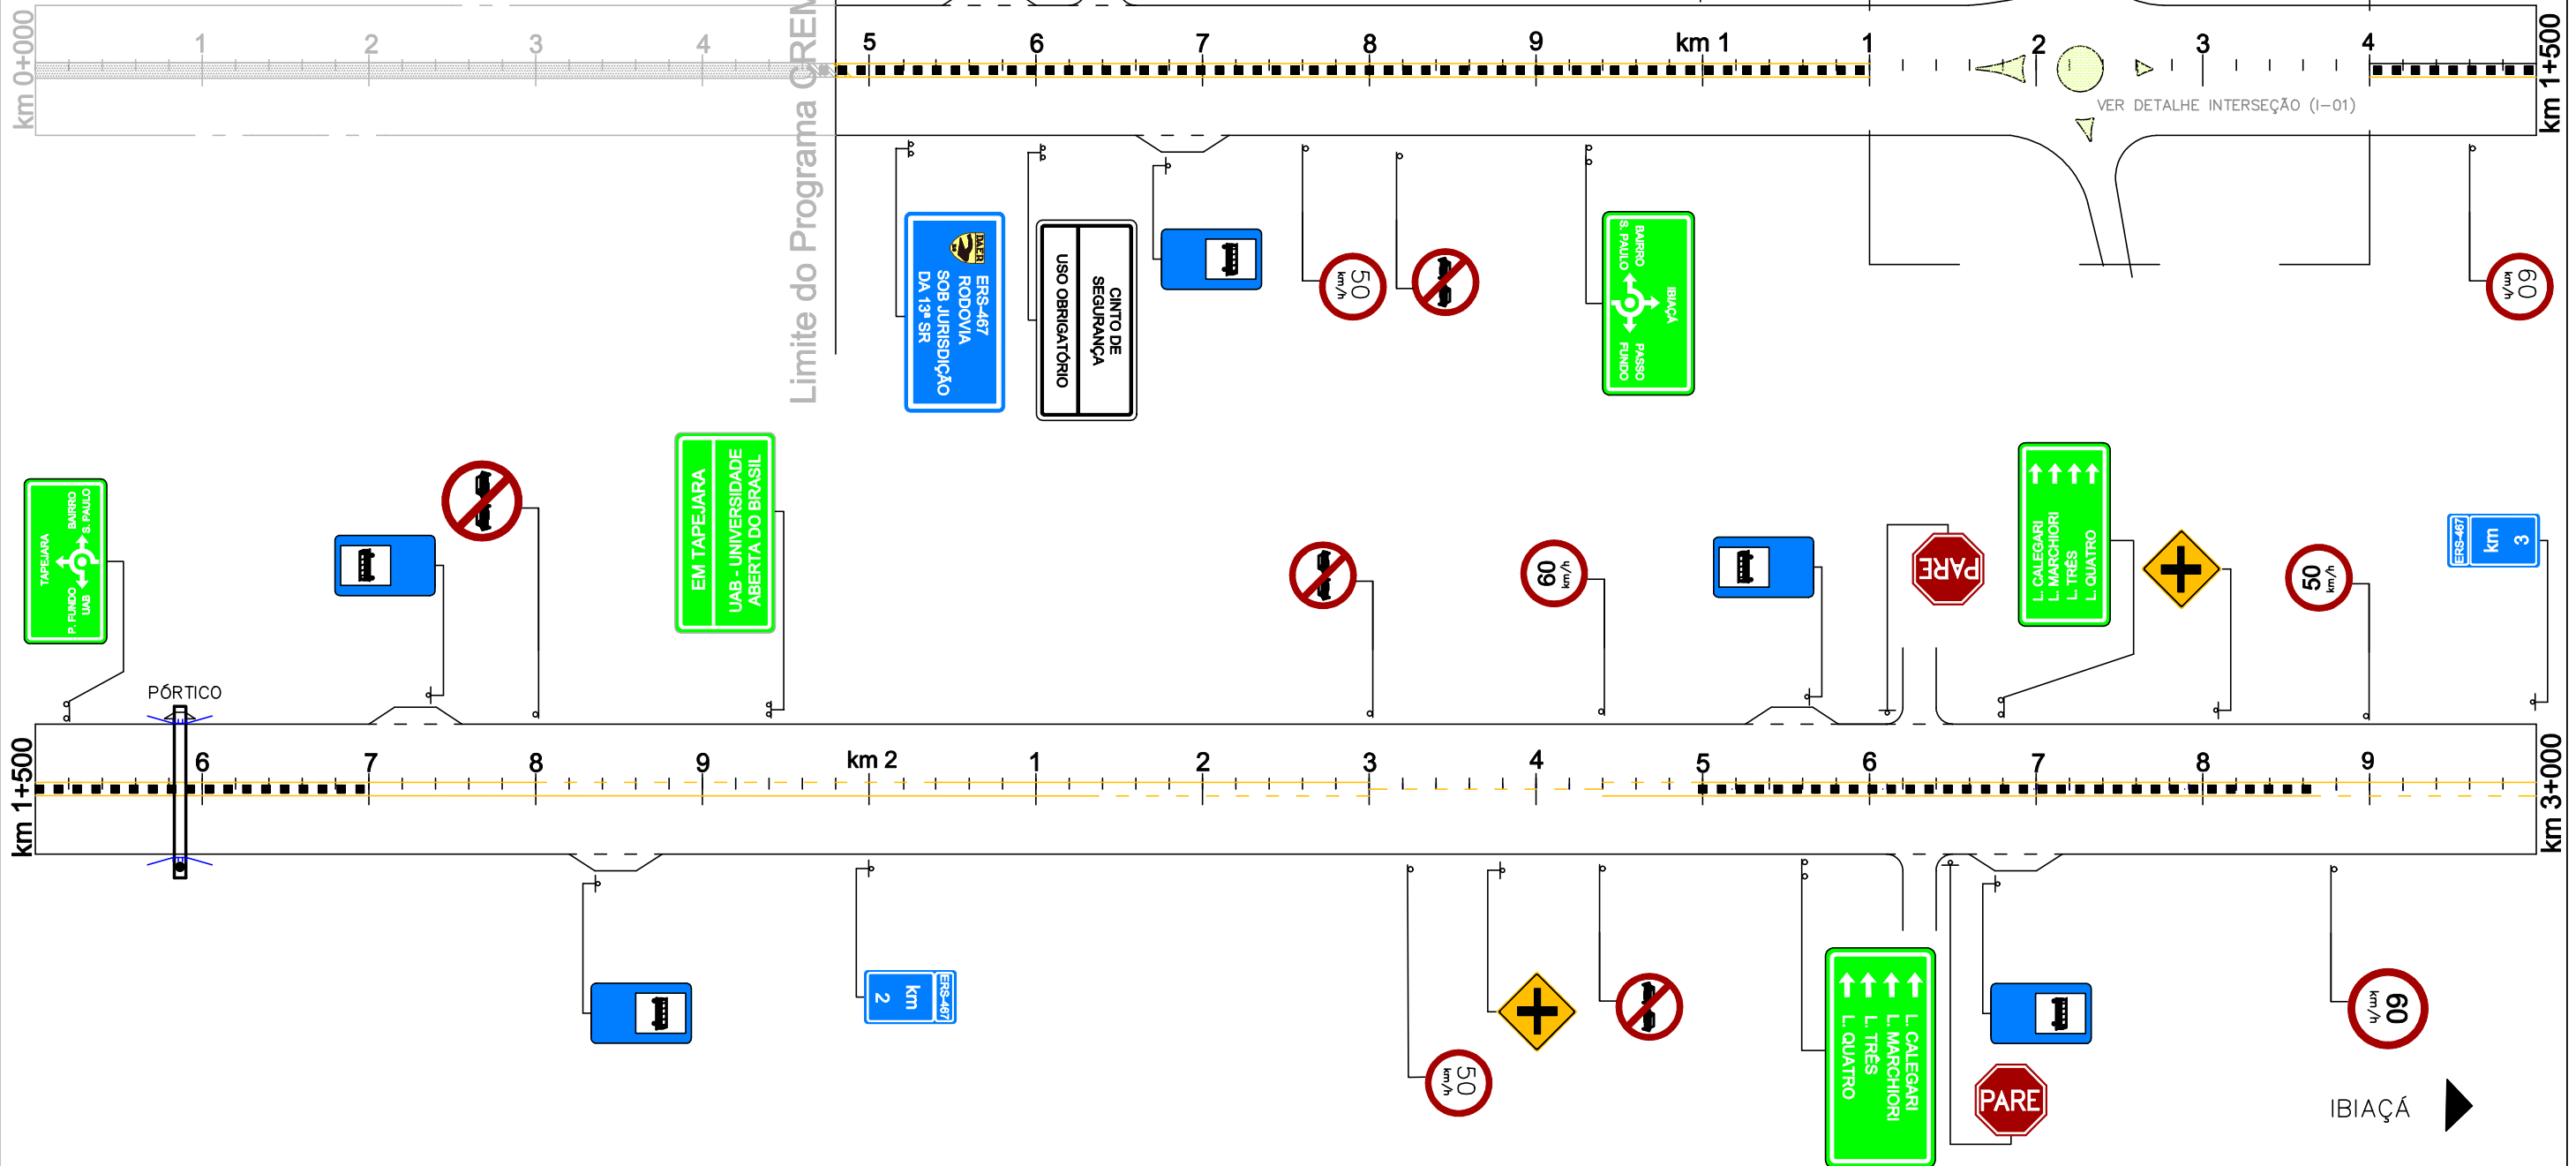 km 0+000
1
2
3
4
Limite do Programa CREM
5
6
7
8
9
km 1
1
2
3
4
km 1+500
VER DETALHE INTERSEÇÃO (I-01)
DAER
ERS-467
RODOVIA
SOB JURISDIÇÃO
DA 13ª SR
CINTO DE
SEGURANÇA
USO OBRIGATÓRIO
50
km/h
IBIAÇÁ
BAIRRO
S. PAULO
PASSO
FUNDO
60
km/h
TAPEJARA
P. FUNDO
UAB
BAIRRO
S. PAULO
EM TAPEJARA
UAB - UNIVERSIDADE
ABERTA DO BRASIL
60
km/h
PARE
L. CALEGARI
L. MARCHIORI
L. TRÊS
L. QUATRO
50
km/h
ERS-467
km
3
PÓRTICO
km 1+500
6
7
8
9
km 2
1
2
3
4
5
6
7
8
9
km 3+000
ERS-467
km
2
50
km/h
L. CALEGARI
L. MARCHIORI
L. TRÊS
L. QUATRO
PARE
60
km/h
IBIAÇÁ